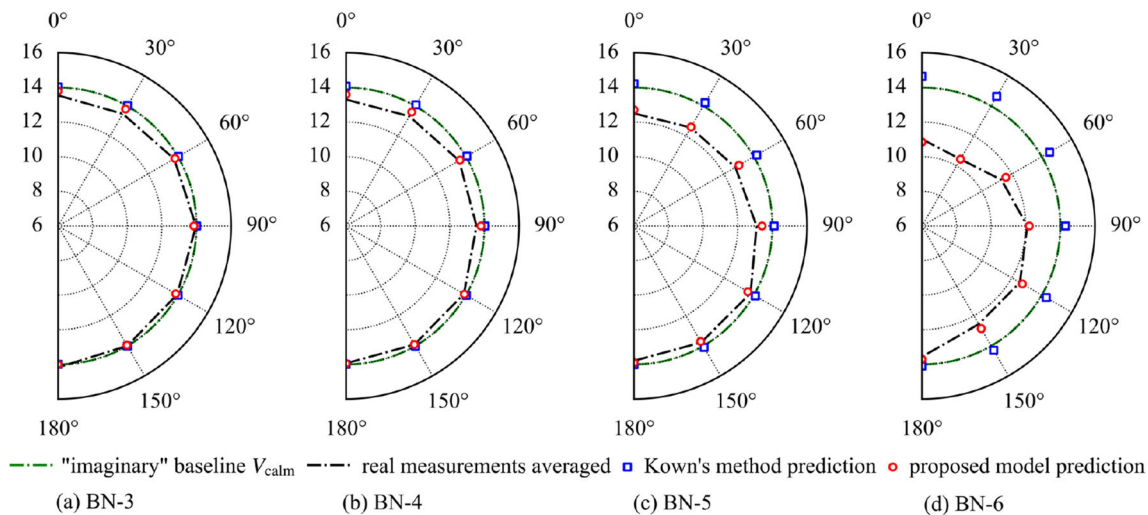 0° 0° 0° 0°
16 30° 16 30° 16 30° 16 30°
14 14 14 14
12 60° 12 60° 12 60° 12 60°
10 10 10 10
8 8 8 8
6 90° 6 90° 6 90° 6 90°
120° 120° 120° 120°
150° 150° 150° 150°
180° 180° 180° 180°
"imaginary" baseline Vcalm real measurements averaged Kown's method prediction proposed model prediction
(a) BN-3 (b) BN-4 (c) BN-5 (d) BN-6